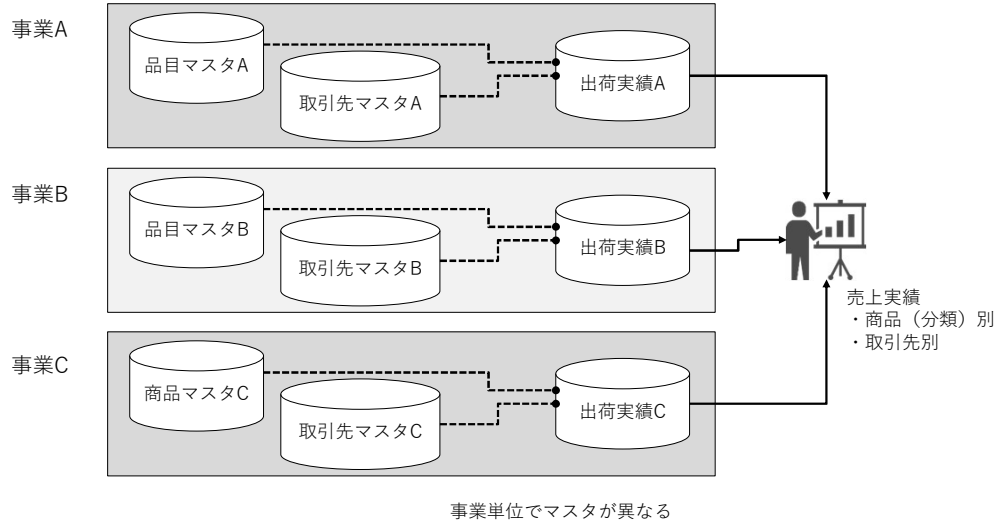 事業A
品目マスタA
取引先マスタA
出荷実績A
事業B
品目マスタB
取引先マスタB
出荷実績B
売上実績
・商品（分類）別
・取引先別
事業C
商品マスタC
取引先マスタC
出荷実績C
事業単位でマスタが異なる